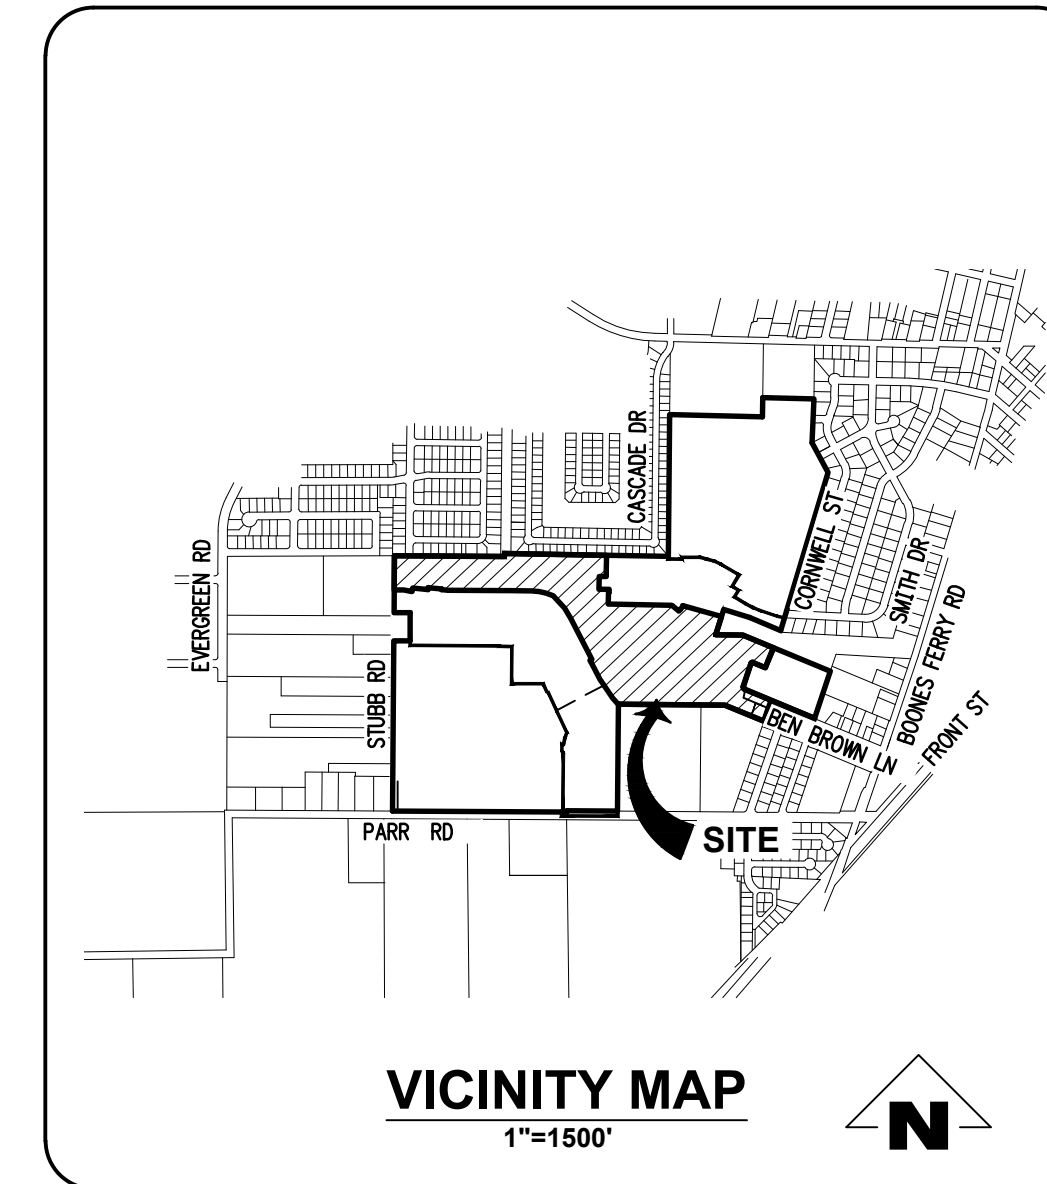 CASCADE DR
CORNWELL ST
SMITH DR
EVERGREEN RD
BOONES FERRY RD
STUBB RD
FRONT ST
BEN BROWN LN
PARR RD
SITE
VICINITY MAP
1"=1500'
N